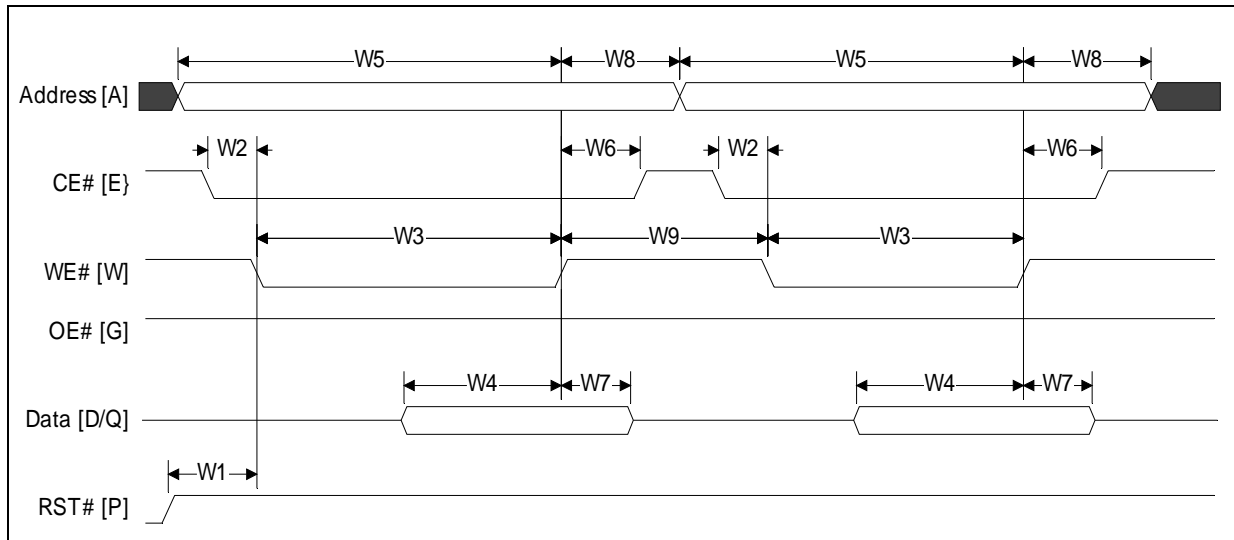 W5 W8 W5 W8
Address [A]
W2 W6 W2 W6
CE# [E}
W3 W9 W3
WE# [W]
OE# [G]
W4 W7 W4 W7
Data [D/Q]
W1
RST# [P]